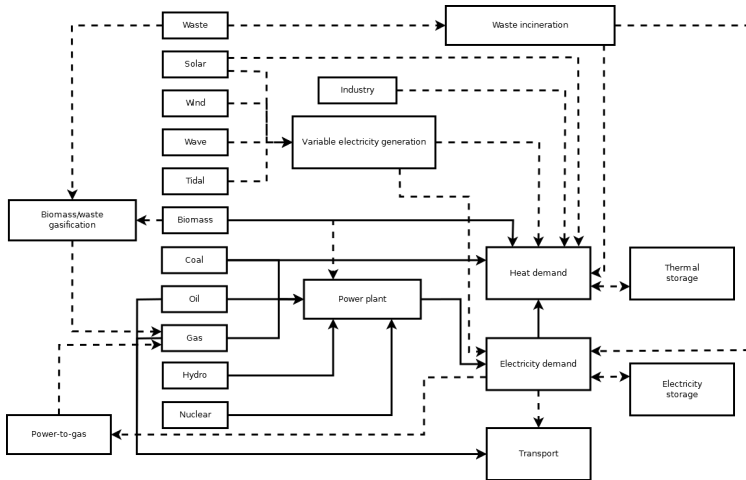 Waste
Waste incineration
Solar
Industry
Wind
Wave
Variable electricity generation
Tidal
Biomass/waste
gasification
Biomass
Coal
Heat demand
Thermal
storage
Oil
Power plant
Gas
Hydro
Electricity demand
Electricity
storage
Nuclear
Power-to-gas
Transport